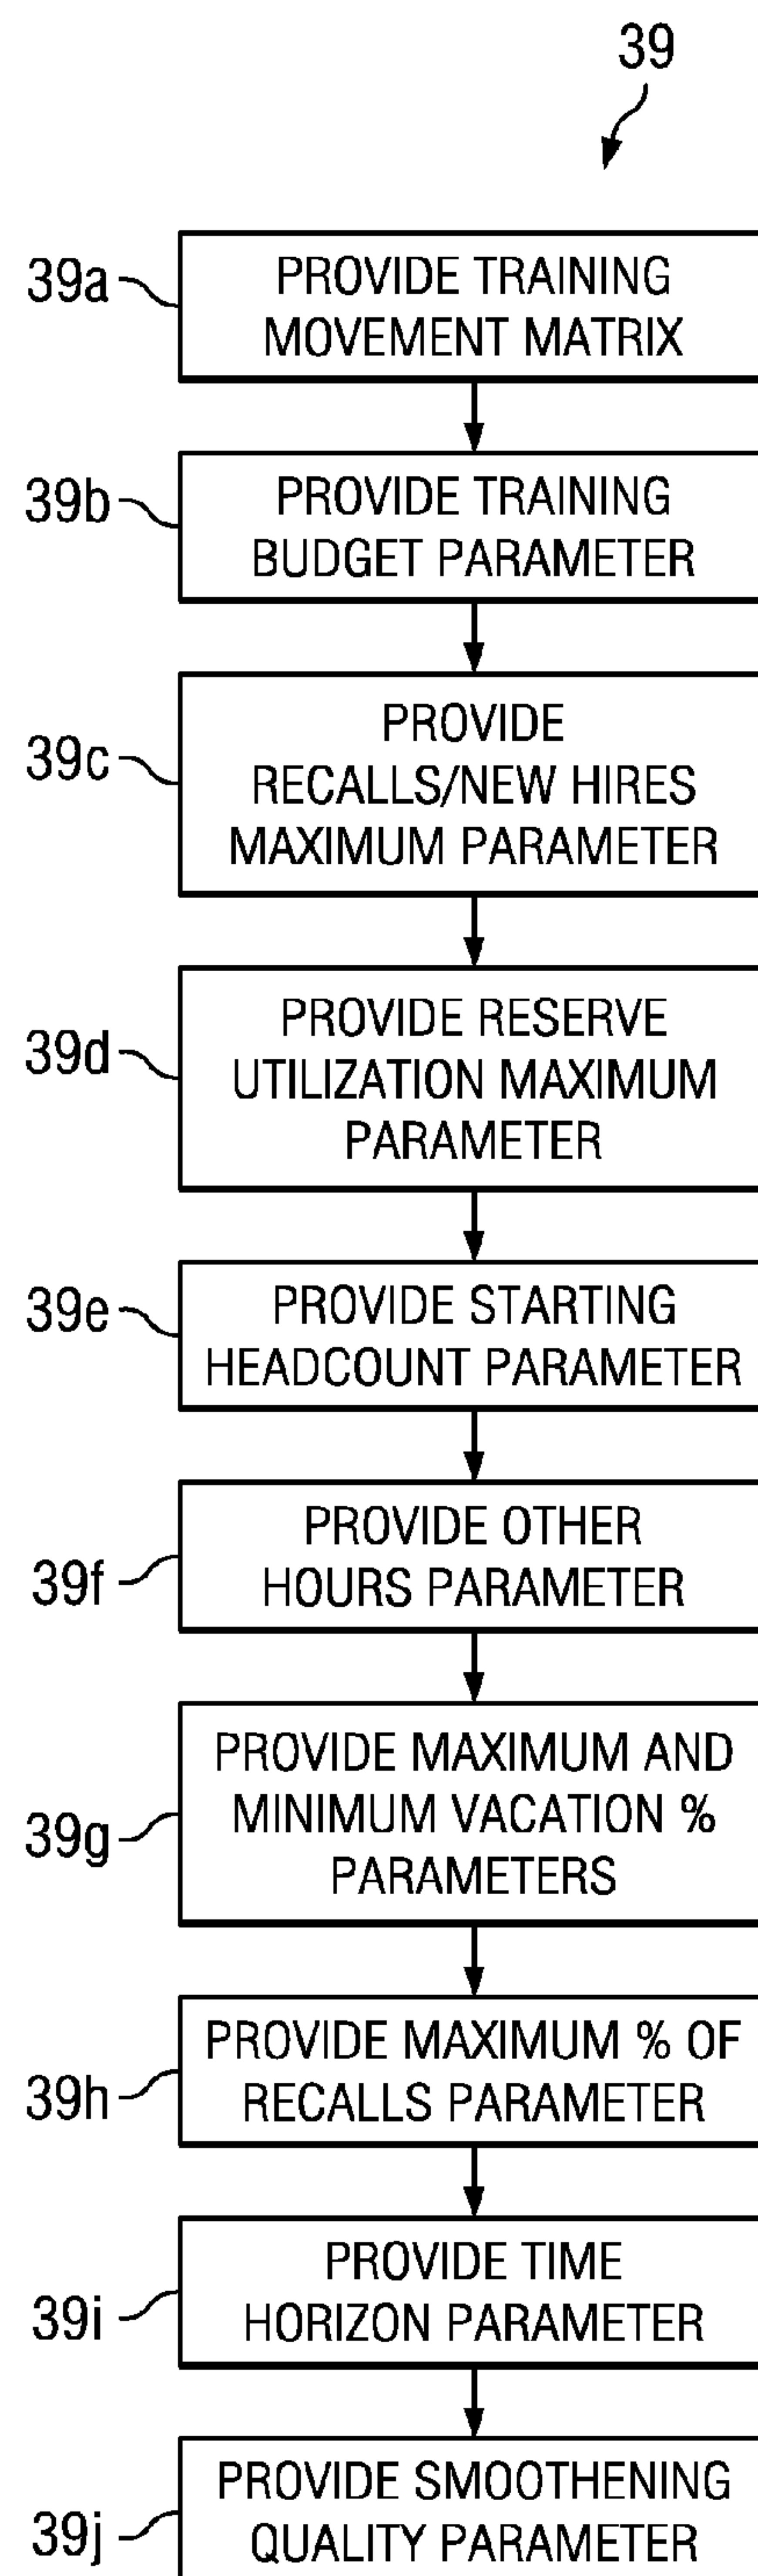 39
39a
PROVIDE TRAINING
MOVEMENT MATRIX
39b
PROVIDE TRAINING
BUDGET PARAMETER
39c
PROVIDE
RECALLS/NEW HIRES
MAXIMUM PARAMETER
39d
PROVIDE RESERVE
UTILIZATION MAXIMUM
PARAMETER
39e
PROVIDE STARTING
HEADCOUNT PARAMETER
39f
PROVIDE OTHER
HOURS PARAMETER
39g
PROVIDE MAXIMUM AND
MINIMUM VACATION %
PARAMETERS
39h
PROVIDE MAXIMUM % OF
RECALLS PARAMETER
39i
PROVIDE TIME
HORIZON PARAMETER
39j
PROVIDE SMOOTHENING
QUALITY PARAMETER